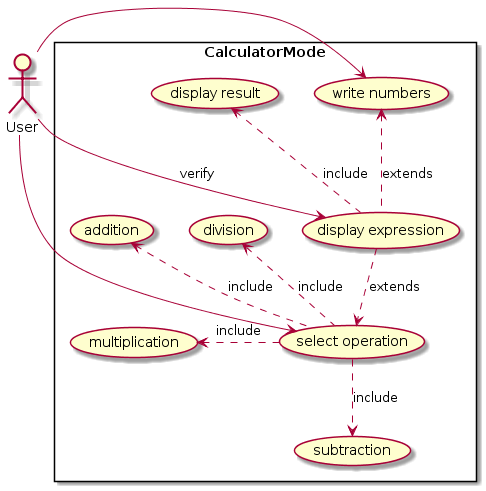 CalculatorMode
display result
write numbers
User
verify
include
extends
addition
division
display expression
include
include
extends
multiplication
include
select operation
include
subtraction